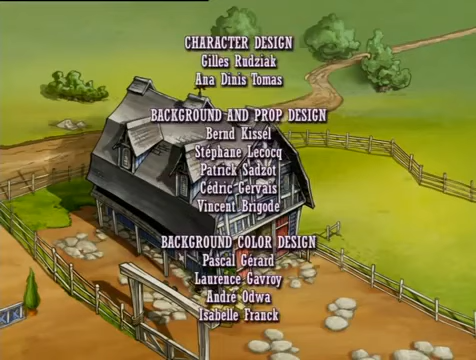 CHARACTER DESIGN
Gilles Rudziak
Ana Dinis Tomas
BACKGROUND AND PROP DESIGN
Bernd Kissel
Stéphane Lecocq
Patrick Sadzot
Cédric Gervais
Vincent Brigode
BACKGROUND COLOR DESIGN
Pascal Gérard
Laurence Gavroy
André Odwa
Isabelle Franck